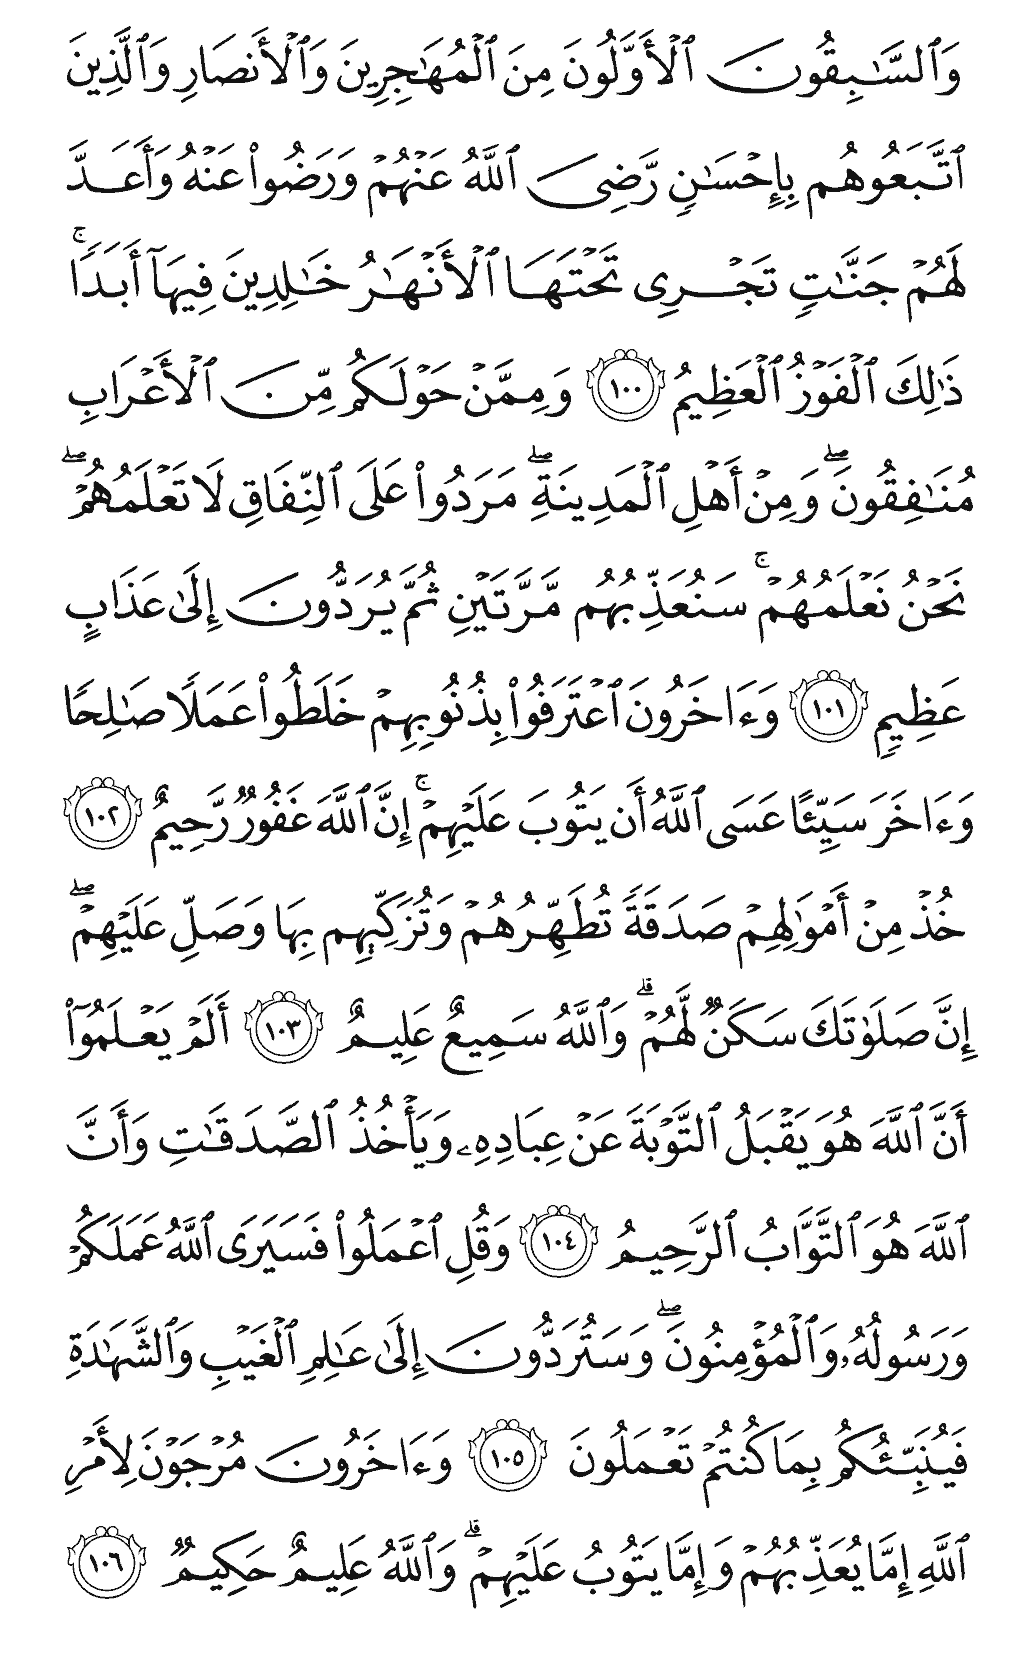 وَٱلسَّٰبِقُونَ ٱلْأَوَّلُونَ مِنَ ٱلْمُهَٰجِرِينَ وَٱلْأَنصَارِ وَٱلَّذِينَ
ٱتَّبَعُوهُم بِإِحْسَٰنٍ رَّضِىَ ٱللَّهُ عَنْهُمْ وَرَضُوا۟ عَنْهُ وَأَعَدَّ
لَهُمْ جَنَّٰتٍ تَجْرِى تَحْتَهَا ٱلْأَنْهَٰرُ خَٰلِدِينَ فِيهَآ أَبَدًا ۚ
ذَٰلِكَ ٱلْفَوْزُ ٱلْعَظِيمُ ١٠٠ وَمِمَّنْ حَوْلَكُم مِّنَ ٱلْأَعْرَابِ
مُنَٰفِقُونَ ۖ وَمِنْ أَهْلِ ٱلْمَدِينَةِ ۖ مَرَدُوا۟ عَلَى ٱلنِّفَاقِ لَا تَعْلَمُهُمْ ۖ
نَحْنُ نَعْلَمُهُمْ ۚ سَنُعَذِّبُهُم مَّرَّتَيْنِ ثُمَّ يُرَدُّونَ إِلَىٰ عَذَابٍ
عَظِيمٍ ١٠١ وَءَاخَرُونَ ٱعْتَرَفُوا۟ بِذُنُوبِهِمْ خَلَطُوا۟ عَمَلًا صَٰلِحًا
وَءَاخَرَ سَيِّئًا عَسَى ٱللَّهُ أَن يَتُوبَ عَلَيْهِمْ ۚ إِنَّ ٱللَّهَ غَفُورٌ رَّحِيمٌ ١٠٢
خُذْ مِنْ أَمْوَٰلِهِمْ صَدَقَةً تُطَهِّرُهُمْ وَتُزَكِّيهِم بِهَا وَصَلِّ عَلَيْهِمْ ۖ
إِنَّ صَلَوٰتَكَ سَكَنٌ لَّهُمْ ۗ وَٱللَّهُ سَمِيعٌ عَلِيمٌ ١٠٣ أَلَمْ يَعْلَمُوٓا۟
أَنَّ ٱللَّهَ هُوَ يَقْبَلُ ٱلتَّوْبَةَ عَنْ عِبَادِهِۦ وَيَأْخُذُ ٱلصَّدَقَٰتِ وَأَنَّ
ٱللَّهَ هُوَ ٱلتَّوَّابُ ٱلرَّحِيمُ ١٠٤ وَقُلِ ٱعْمَلُوا۟ فَسَيَرَى ٱللَّهُ عَمَلَكُمْ
وَرَسُولُهُۥ وَٱلْمُؤْمِنُونَ ۖ وَسَتُرَدُّونَ إِلَىٰ عَٰلِمِ ٱلْغَيْبِ وَٱلشَّهَٰدَةِ
فَيُنَبِّئُكُم بِمَا كُنتُمْ تَعْمَلُونَ ١٠٥ وَءَاخَرُونَ مُرْجَوْنَ لِأَمْرِ
ٱللَّهِ إِمَّا يُعَذِّبُهُمْ وَإِمَّا يَتُوبُ عَلَيْهِمْ ۗ وَٱللَّهُ عَلِيمٌ حَكِيمٌ ١٠٦